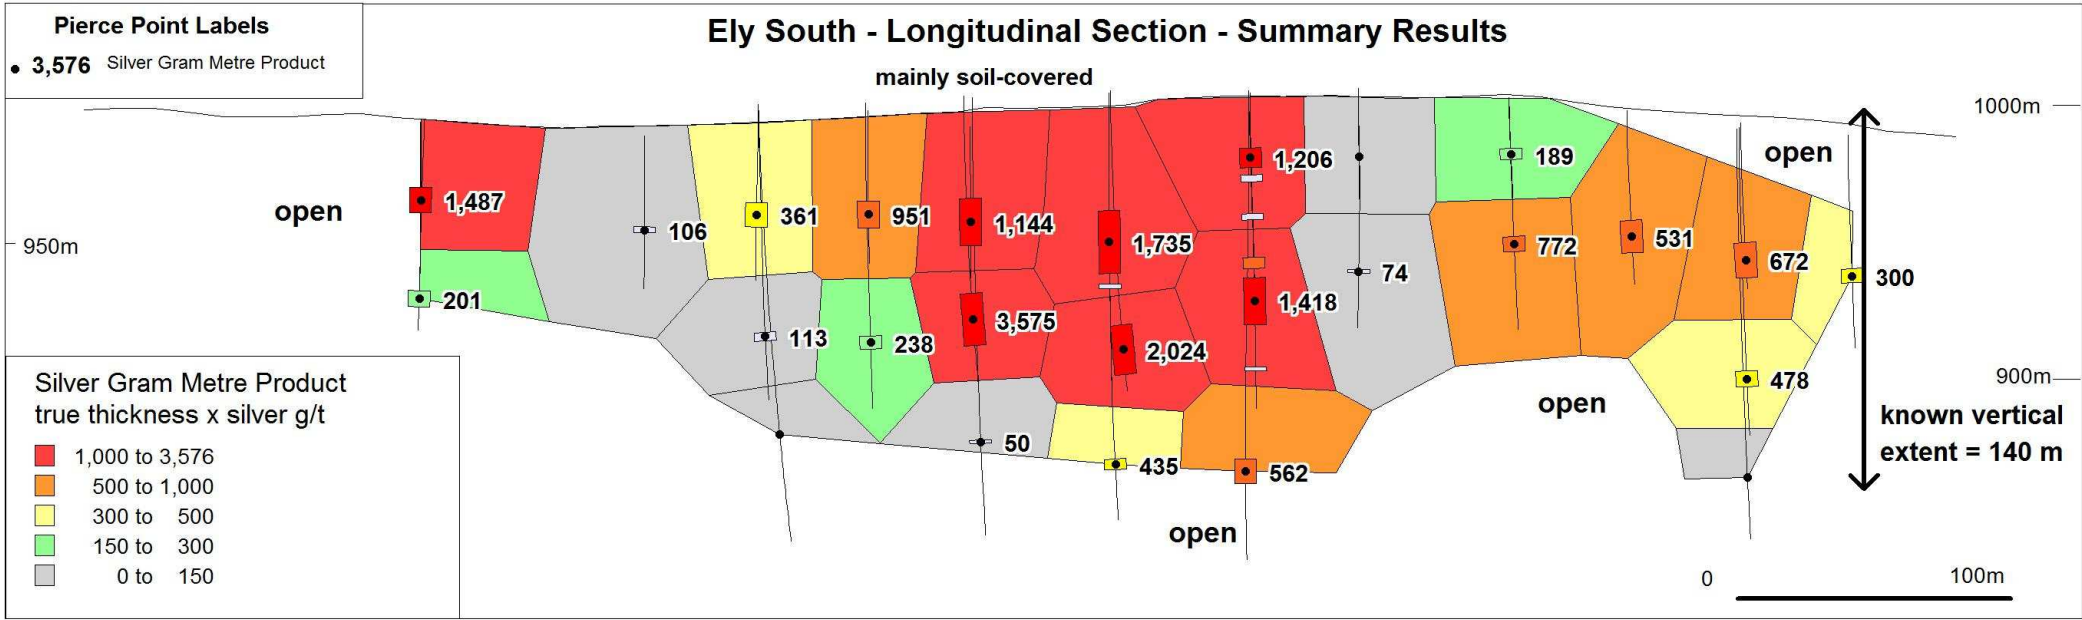 Pierce Point Labels
3,576 Silver Gram Metre Product
Ely South - Longitudinal Section - Summary Results
mainly soil-covered
1000m
open
1,206
189
open
1,487
361
951
1,144
106
1,735
772
531
950m
672
74
300
201
1,418
3,575
113
238
2,024
900m
478
open
known vertical
extent = 140 m
50
435
562
open
Silver Gram Metre Product
true thickness x silver g/t
1,000 to 3,576
500 to 1,000
300 to 500
150 to 300
0 to 150
0 100m